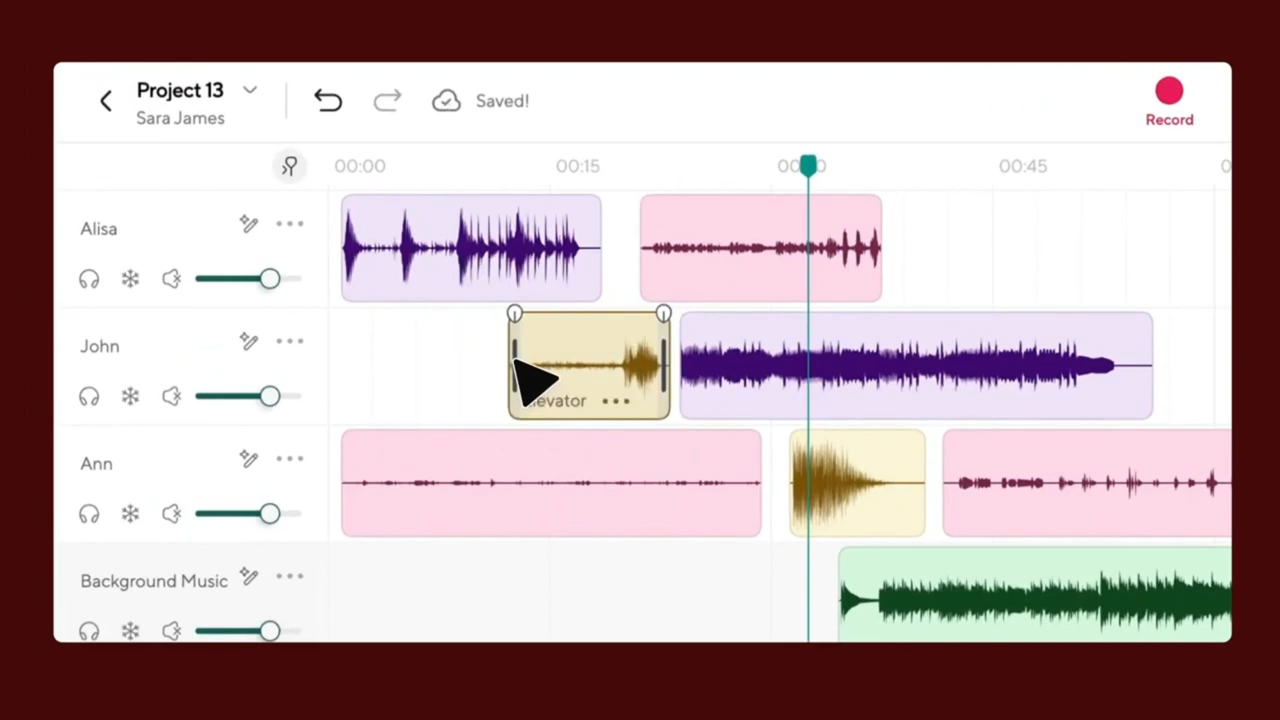 Project 13
Sara James
Saved!
Record
00:00
00:15
00:45
Alisa
John
Ann
Background Music